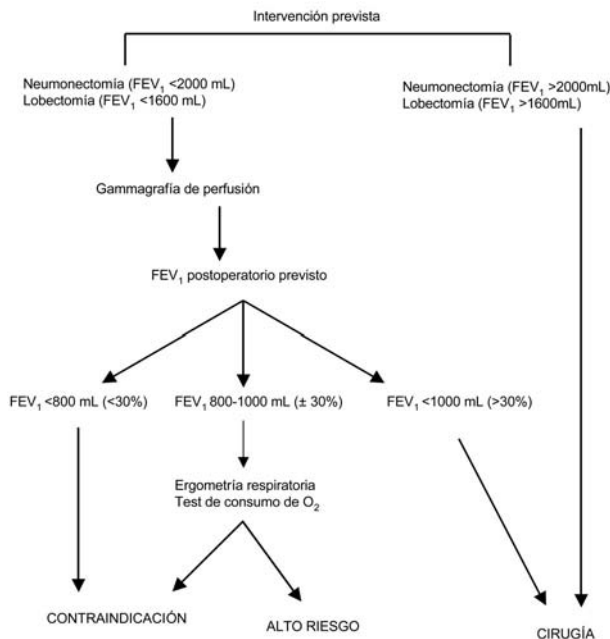 Intervención prevista
Neumonectomía (FEV₁ <2000 mL)
Lobectomía (FEV₁ <1600 mL)
Neumonectomía (FEV₁ >2000mL)
Lobectomía (FEV₁ >1600mL)
Gammagrafía de perfusión
FEV₁ postoperatorio previsto
FEV₁ <800 mL (<30%)
FEV₁ 800-1000 mL (± 30%)
FEV₁ <1000 mL (>30%)
Ergometría respiratoria
Test de consumo de O₂
CONTRAINDICACIÓN
ALTO RIESGO
CIRUGÍA